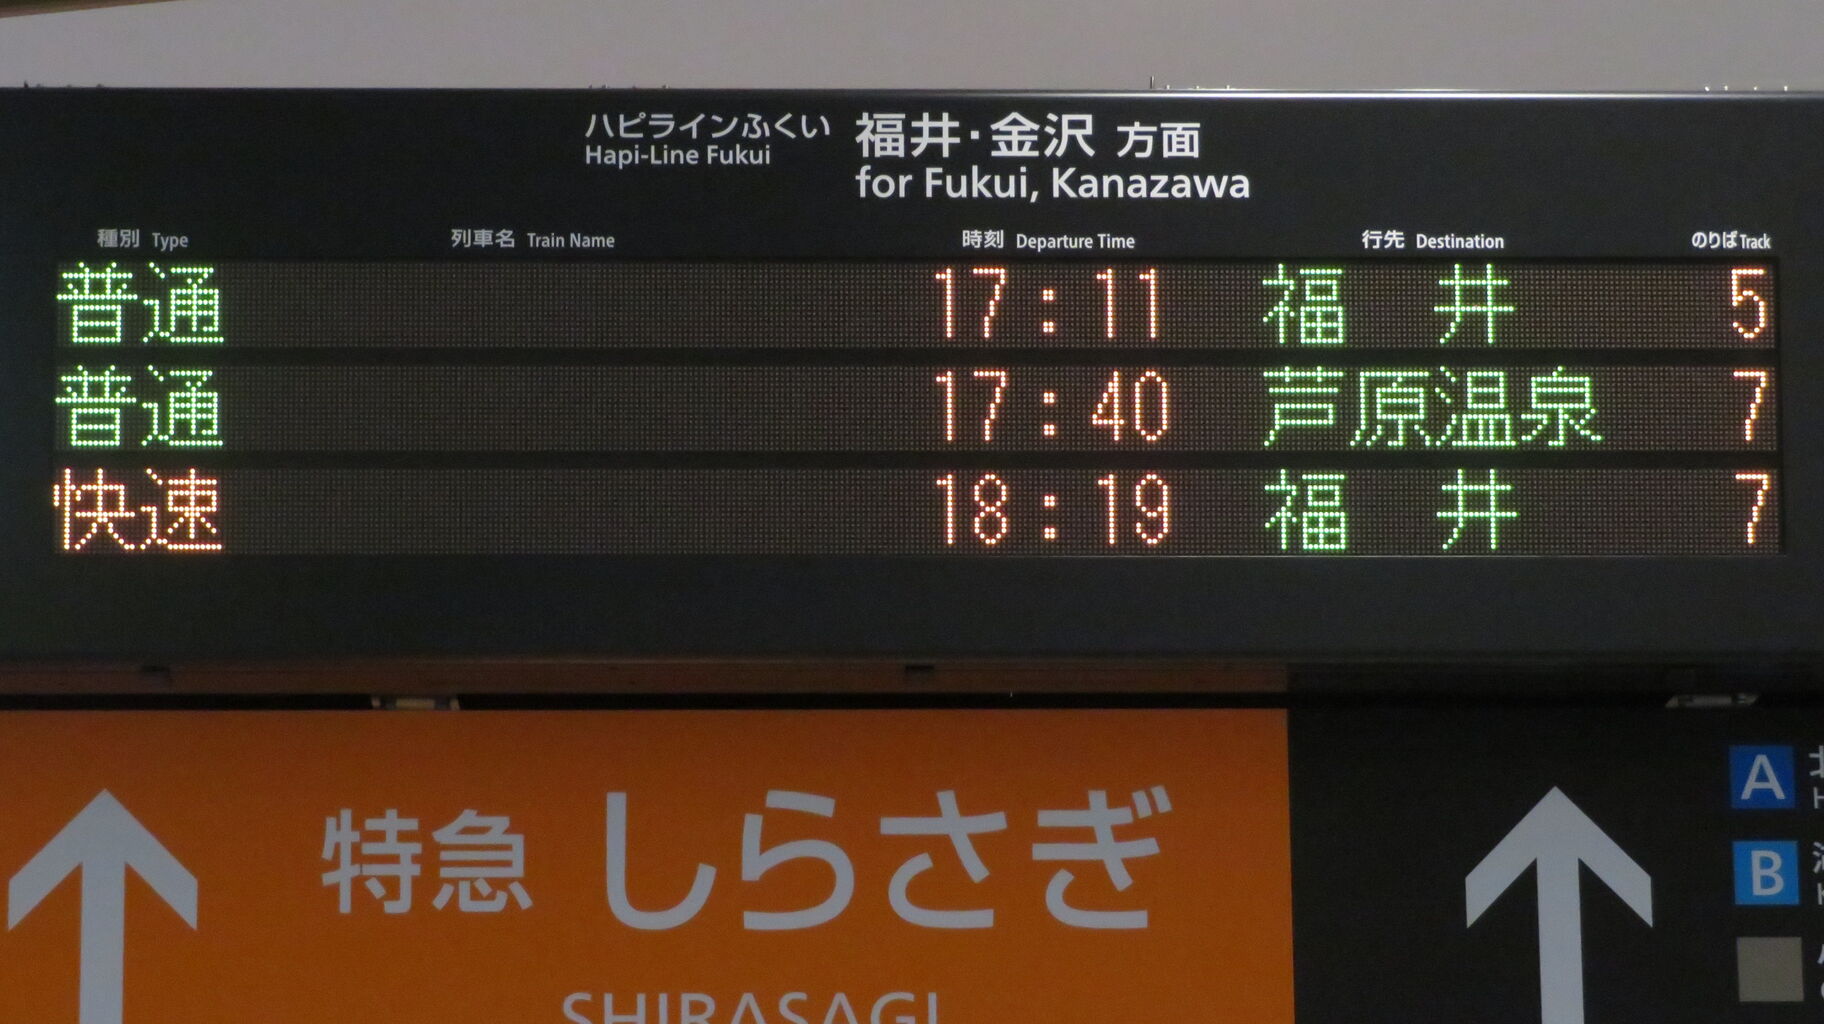 ハピラインふくい 福井・金沢 方面
Hapi-Line Fukui for Fukui, Kanazawa
種別 Type 列車名 Train Name 時刻 Departure Time 行先 Destination のりば Track
普通 17:11 福井 5
普通 17:40 芦原温泉 7
快速 18:19 福井 7
特急 しらさぎ
SHIRASAGI
A
B